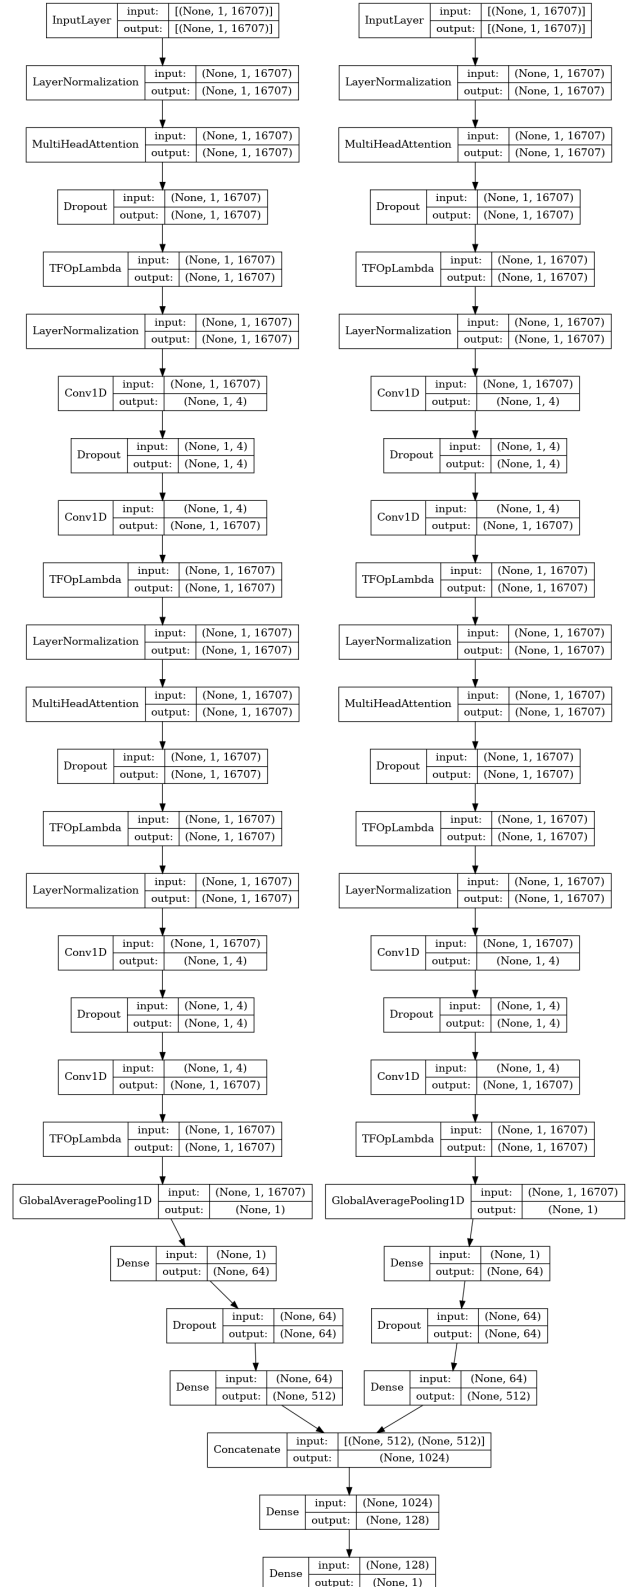 InputLayer input: [(None, 1, 16707)] output: [(None, 1, 16707)]
InputLayer input: [(None, 1, 16707)] output: [(None, 1, 16707)]
LayerNormalization input: (None, 1, 16707) output: (None, 1, 16707)
LayerNormalization input: (None, 1, 16707) output: (None, 1, 16707)
MultiHeadAttention input: (None, 1, 16707) output: (None, 1, 16707)
MultiHeadAttention input: (None, 1, 16707) output: (None, 1, 16707)
Dropout input: (None, 1, 16707) output: (None, 1, 16707)
Dropout input: (None, 1, 16707) output: (None, 1, 16707)
TFOpLambda input: (None, 1, 16707) output: (None, 1, 16707)
TFOpLambda input: (None, 1, 16707) output: (None, 1, 16707)
LayerNormalization input: (None, 1, 16707) output: (None, 1, 16707)
LayerNormalization input: (None, 1, 16707) output: (None, 1, 16707)
Conv1D input: (None, 1, 16707) output: (None, 1, 4)
Conv1D input: (None, 1, 16707) output: (None, 1, 4)
Dropout input: (None, 1, 4) output: (None, 1, 4)
Dropout input: (None, 1, 4) output: (None, 1, 4)
Conv1D input: (None, 1, 4) output: (None, 1, 16707)
Conv1D input: (None, 1, 4) output: (None, 1, 16707)
TFOpLambda input: (None, 1, 16707) output: (None, 1, 16707)
TFOpLambda input: (None, 1, 16707) output: (None, 1, 16707)
LayerNormalization input: (None, 1, 16707) output: (None, 1, 16707)
LayerNormalization input: (None, 1, 16707) output: (None, 1, 16707)
MultiHeadAttention input: (None, 1, 16707) output: (None, 1, 16707)
MultiHeadAttention input: (None, 1, 16707) output: (None, 1, 16707)
Dropout input: (None, 1, 16707) output: (None, 1, 16707)
Dropout input: (None, 1, 16707) output: (None, 1, 16707)
TFOpLambda input: (None, 1, 16707) output: (None, 1, 16707)
TFOpLambda input: (None, 1, 16707) output: (None, 1, 16707)
LayerNormalization input: (None, 1, 16707) output: (None, 1, 16707)
LayerNormalization input: (None, 1, 16707) output: (None, 1, 16707)
Conv1D input: (None, 1, 16707) output: (None, 1, 4)
Conv1D input: (None, 1, 16707) output: (None, 1, 4)
Dropout input: (None, 1, 4) output: (None, 1, 4)
Dropout input: (None, 1, 4) output: (None, 1, 4)
Conv1D input: (None, 1, 4) output: (None, 1, 16707)
Conv1D input: (None, 1, 4) output: (None, 1, 16707)
TFOpLambda input: (None, 1, 16707) output: (None, 1, 16707)
TFOpLambda input: (None, 1, 16707) output: (None, 1, 16707)
GlobalAveragePooling1D input: (None, 1, 16707) output: (None, 1)
GlobalAveragePooling1D input: (None, 1, 16707) output: (None, 1)
Dense input: (None, 1) output: (None, 64)
Dense input: (None, 1) output: (None, 64)
Dropout input: (None, 64) output: (None, 64)
Dropout input: (None, 64) output: (None, 64)
Dense input: (None, 64) output: (None, 512)
Dense input: (None, 64) output: (None, 512)
Concatenate input: [(None, 512), (None, 512)] output: (None, 1024)
Dense input: (None, 1024) output: (None, 128)
Dense input: (None, 128) output: (None, 1)